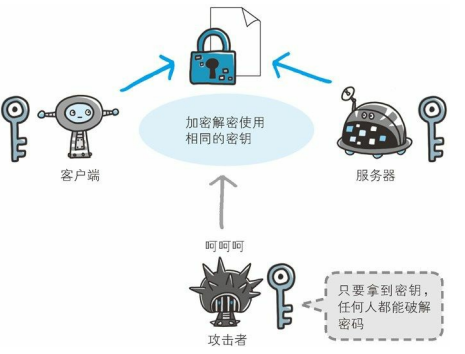 加密解密使用
相同的密钥
客户端
服务器
呵呵呵
只要拿到密钥，
任何人都能破解
密码
攻击者